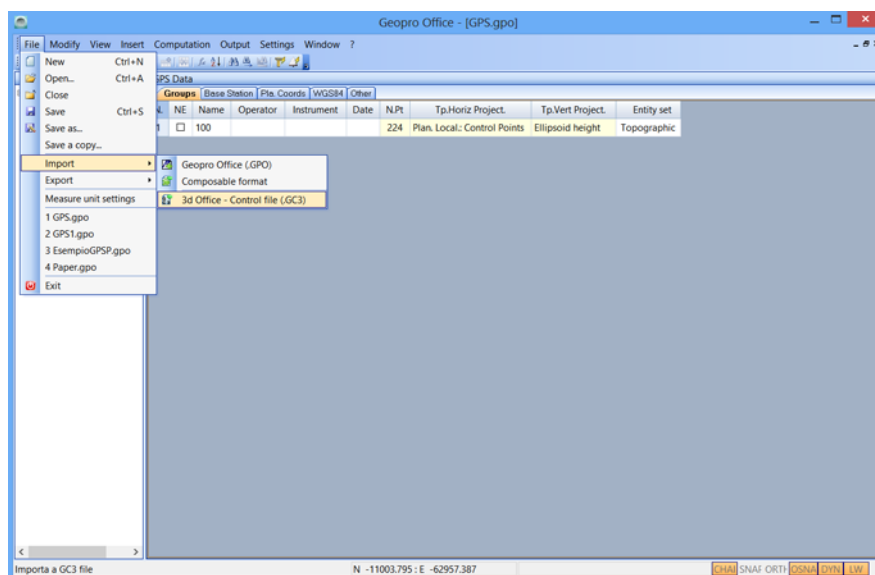 Geopro Office - [GPS.gpo]
File Modify View Insert Computation Output Settings Window ?
New Ctrl+N
Open... Ctrl+A
Close
Save Ctrl+S
Save as...
Save a copy...
Import
Export
Measure unit settings
1 GPS.gpo
2 GPS1.gpo
3 EsempioGPSP.gpo
4 Paper.gpo
Exit
Geopro Office (.GPO)
Composable format
3d Office - Control file (.GC3)
GPS Data
Groups Base Station Pla. Coords WGS84 Other
N. NE Name Operator Instrument Date N.Pt Tp.Horiz Project. Tp.Vert Project. Entity set
1 100 224 Plan. Local.: Control Points Ellipsoid height Topographic
Importa a GC3 file
N -11003.795 : E -62957.387
CHAI SNAF ORTH OSNA DYN LW